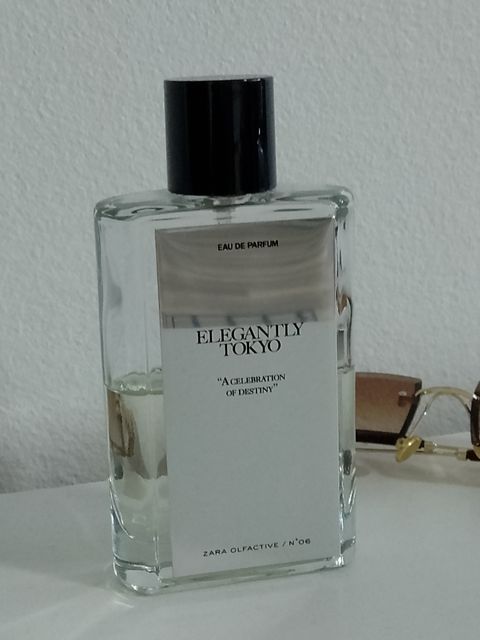 EAU DE PARFUM
ELEGANTLY
TOKYO
“A CELEBRATION
OF DESTINY”
ZARA OLFACTIVE / N°06